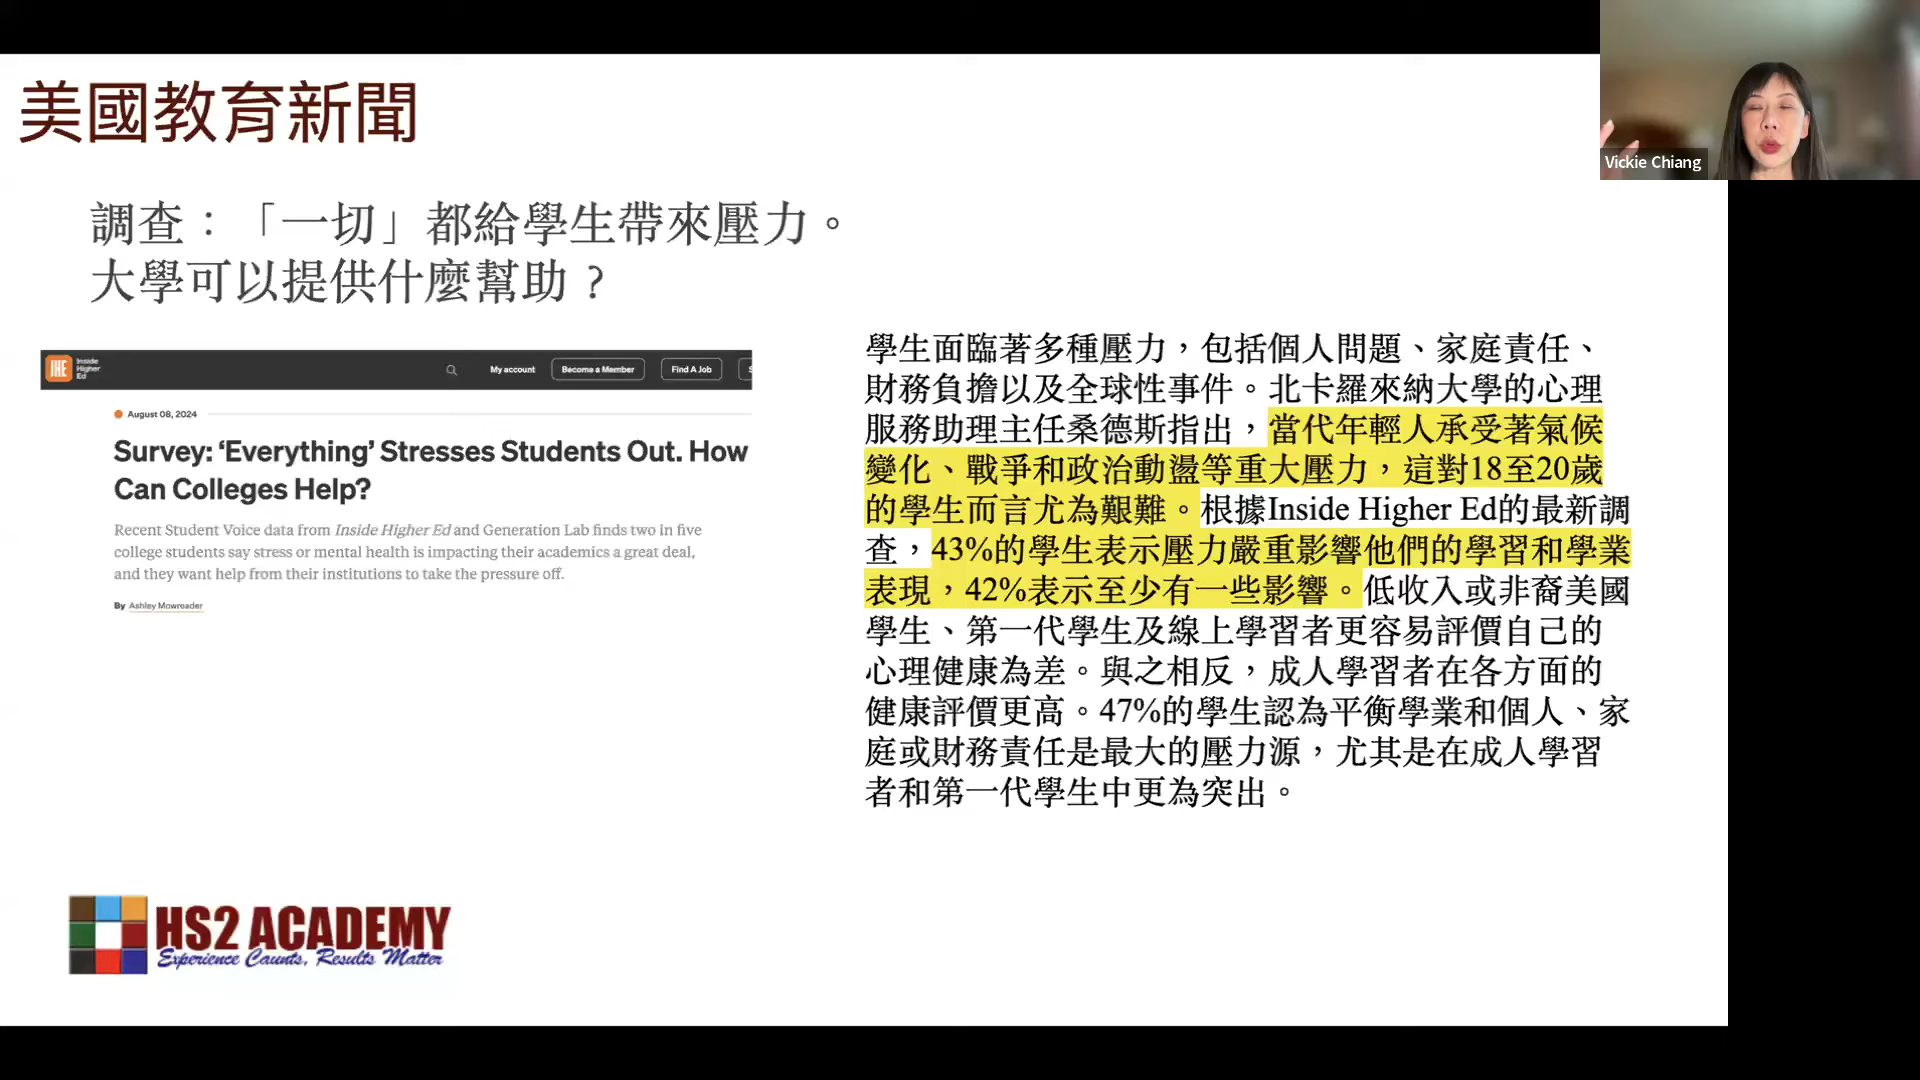 美國教育新聞
調查：「一切」都給學生帶來壓力。
大學可以提供什麼幫助？
IHE Inside Higher Ed
My account
Become a Member
Find A Job
August 08, 2024
Survey: ‘Everything’ Stresses Students Out. How
Can Colleges Help?
Recent Student Voice data from Inside Higher Ed and Generation Lab finds two in five
college students say stress or mental health is impacting their academics a great deal,
and they want help from their institutions to take the pressure off.
By Ashley Mowreader
學生面臨著多種壓力，包括個人問題、家庭責任、
財務負擔以及全球性事件。北卡羅來納大學的心理
服務助理主任桑德斯指出，當代年輕人承受著氣候
變化、戰爭和政治動盪等重大壓力，這對18至20歲
的學生而言尤為艱難。根據Inside Higher Ed的最新調
查，43%的學生表示壓力嚴重影響他們的學習和學業
表現，42%表示至少有一些影響。低收入或非裔美國
學生、第一代學生及線上學習者更容易評價自己的
心理健康為差。與之相反，成人學習者在各方面的
健康評價更高。47%的學生認為平衡學業和個人、家
庭或財務責任是最大的壓力源，尤其是在成人學習
者和第一代學生中更為突出。
HS2 ACADEMY
Experience Counts, Results Matter
Vickie Chiang